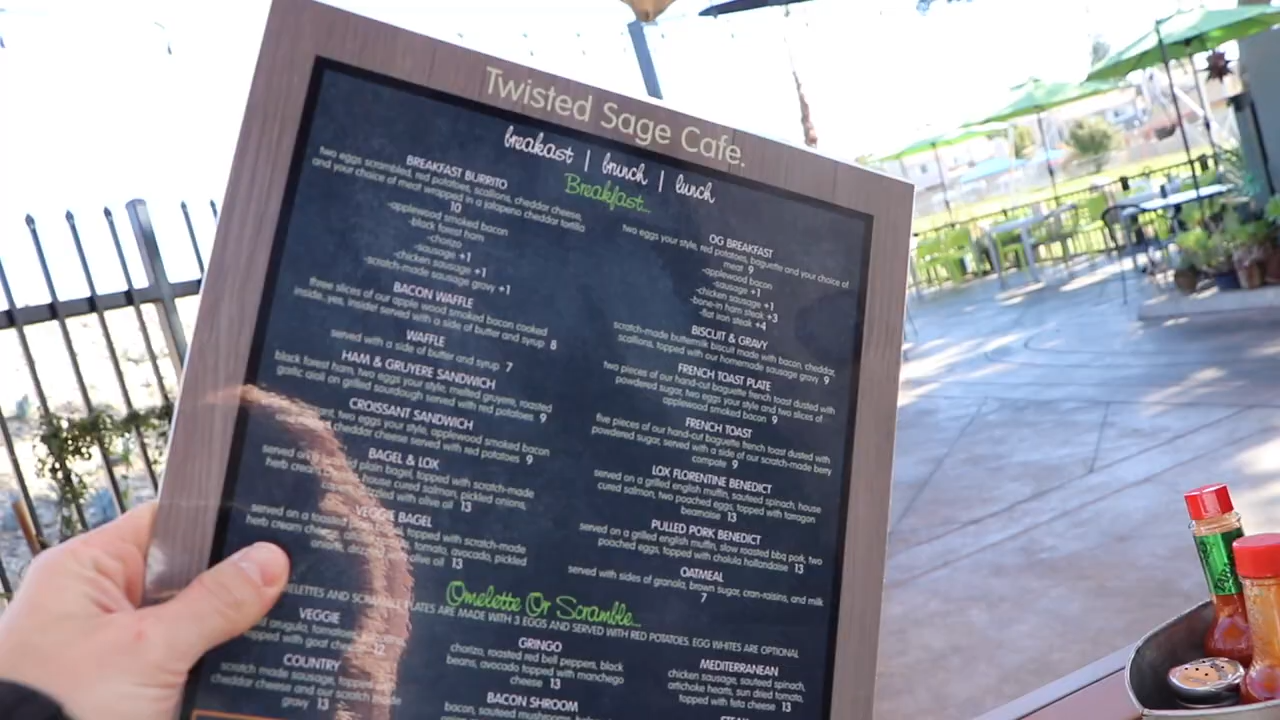 Twisted Sage Cafe.
breakast | brunch | lunch
Breakfast...
BREAKFAST BURRITO
two eggs scrambled, red potatoes, scallions, cheddar cheese,
and your choice of meat wrapped in a jalapeno cheddar tortilla
10
-applewood smoked bacon
-black forest ham
-chorizo
-sausage +1
-chicken sausage +1
-scratch-made sausage gravy +1
BACON WAFFLE
three slices of our apple wood smoked bacon cooked
inside, yes, inside! served with a side of butter and syrup 8
WAFFLE
served with a side of butter and syrup 7
HAM & GRUYERE SANDWICH
black forest ham, two eggs your style, melted gruyere, roasted
garlic aioli on grilled sourdough served with red potatoes 9
CROISSANT SANDWICH
two eggs your style, applewood smoked bacon
cheddar cheese served with red potatoes 9
BAGEL & LOX
served on plain bagel, topped with scratch-made
herb cream house cured salmon, pickled onions,
with olive oil 13
VEGGIE BAGEL
served on a toasted topped with scratch-made
herb cream tomato, avocado, pickled
olive oil 13
OG BREAKFAST
two eggs your style, red potatoes, baguette and your choice of
meat 9
-applewood bacon
-sausage +1
-chicken sausage +1
-bone-in ham steak +3
-flat iron steak +4
BISCUIT & GRAVY
scratch-made buttermilk biscuit made with bacon, cheddar,
scallions, topped with our homemade sausage gravy 9
FRENCH TOAST PLATE
two pieces of our hand-cut baguette french toast dusted with
powdered sugar, two eggs your style and two slices of
applewood smoked bacon 9
FRENCH TOAST
five pieces of our hand-cut baguette french toast dusted with
powdered sugar, served with a side of our scratch-made berry
compote 9
LOX FLORENTINE BENEDICT
served on a grilled english muffin, sauteed spinach, house
cured salmon, two poached eggs, topped with tarragon
bearnaise 13
PULLED PORK BENEDICT
served on a grilled english muffin, slow roasted bbq pork, two
poached eggs, topped with cholula hollandaise 13
OATMEAL
served with sides of granola, brown sugar, cran-raisins, and milk
7
Omelette Or Scramble...
OMELETTES AND SCRAMBLE PLATES ARE MADE WITH 3 EGGS AND SERVED WITH RED POTATOES. EGG WHITES ARE OPTIONAL
VEGGIE
arugula, tomatoes,
topped with goat cheese 12
COUNTRY
scratch made sausage, topped
cheddar cheese and our scratch made
gravy 13
GRINGO
chorizo, roasted red bell peppers, black
beans, avocado topped with manchego
cheese 13
BACON SHROOM
bacon, sauteed mushrooms,
MEDITERRANEAN
chicken sausage, sauteed spinach,
artichoke hearts, sun dried tomato,
topped with feta cheese 13